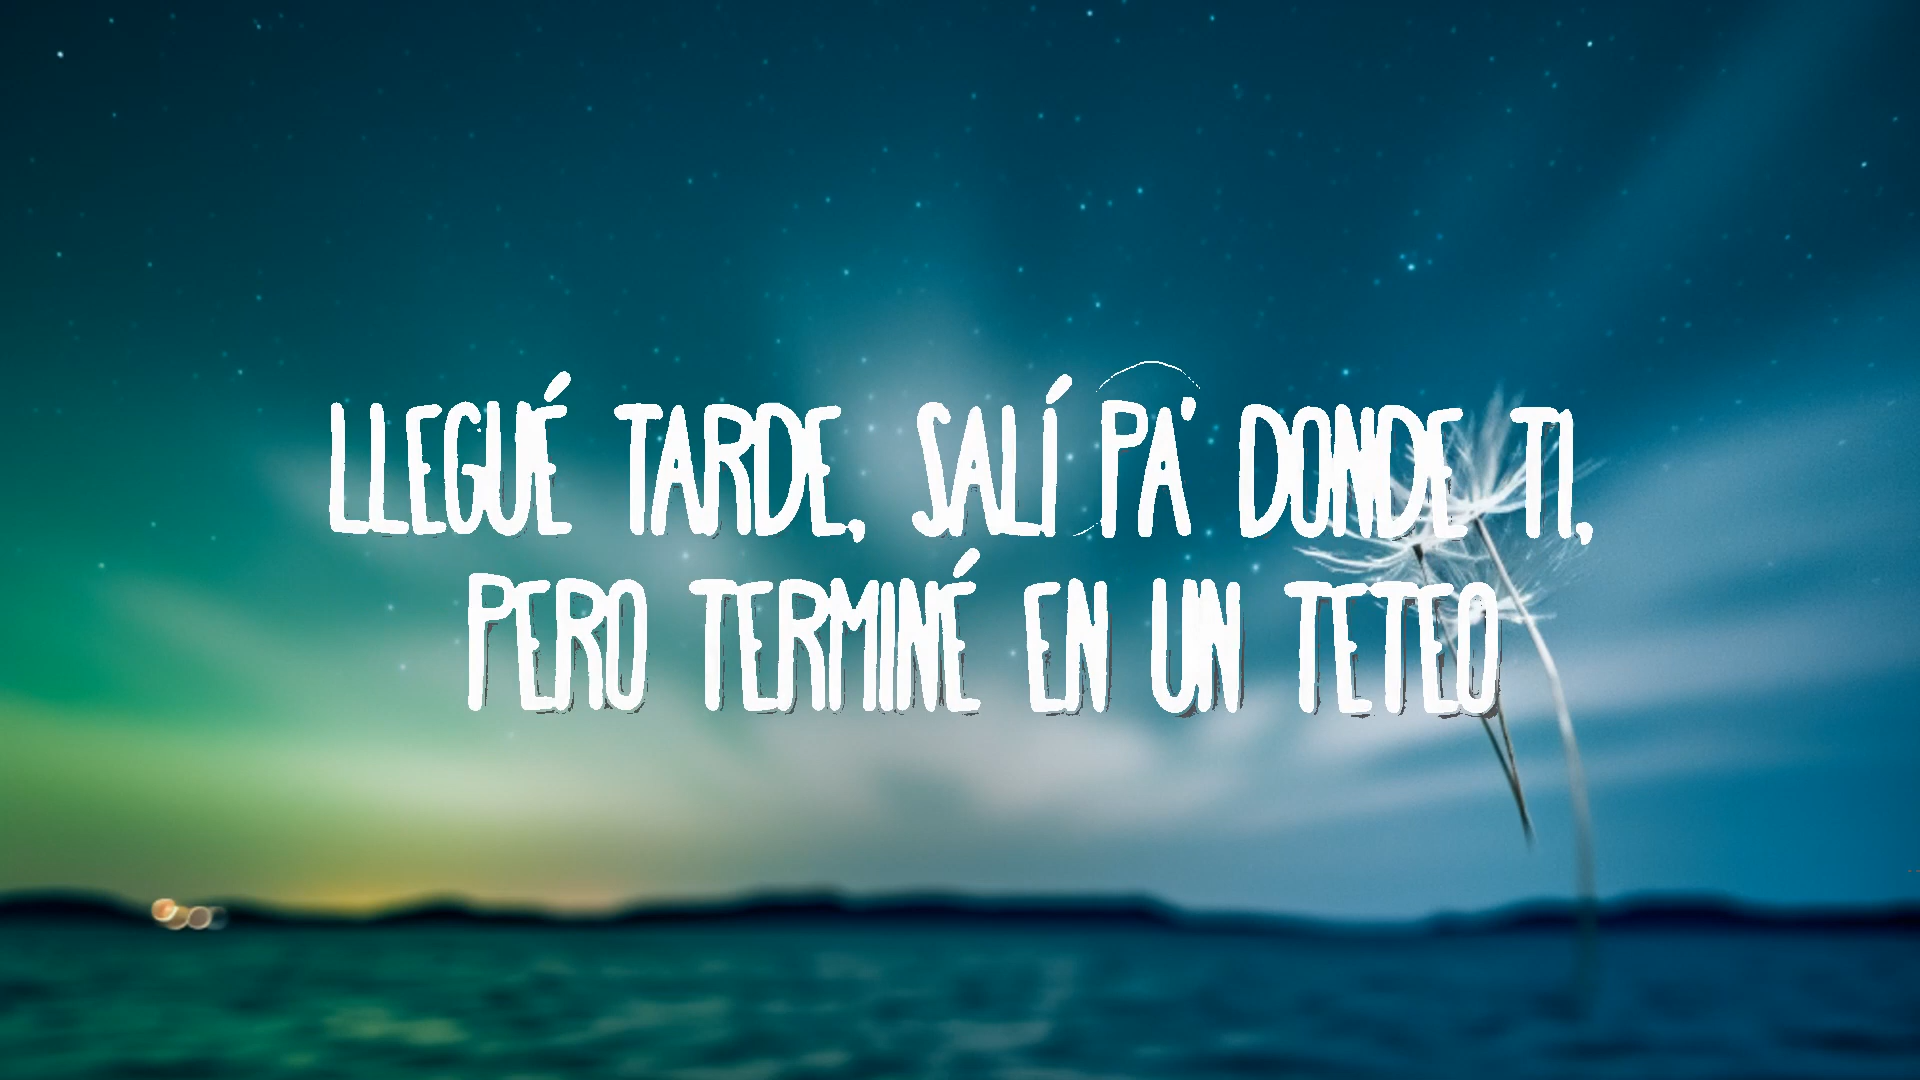 LLEGUÉ TARDE, SALÍ PA' DONDE TI,
PERO TERMINÉ EN UN TETEO